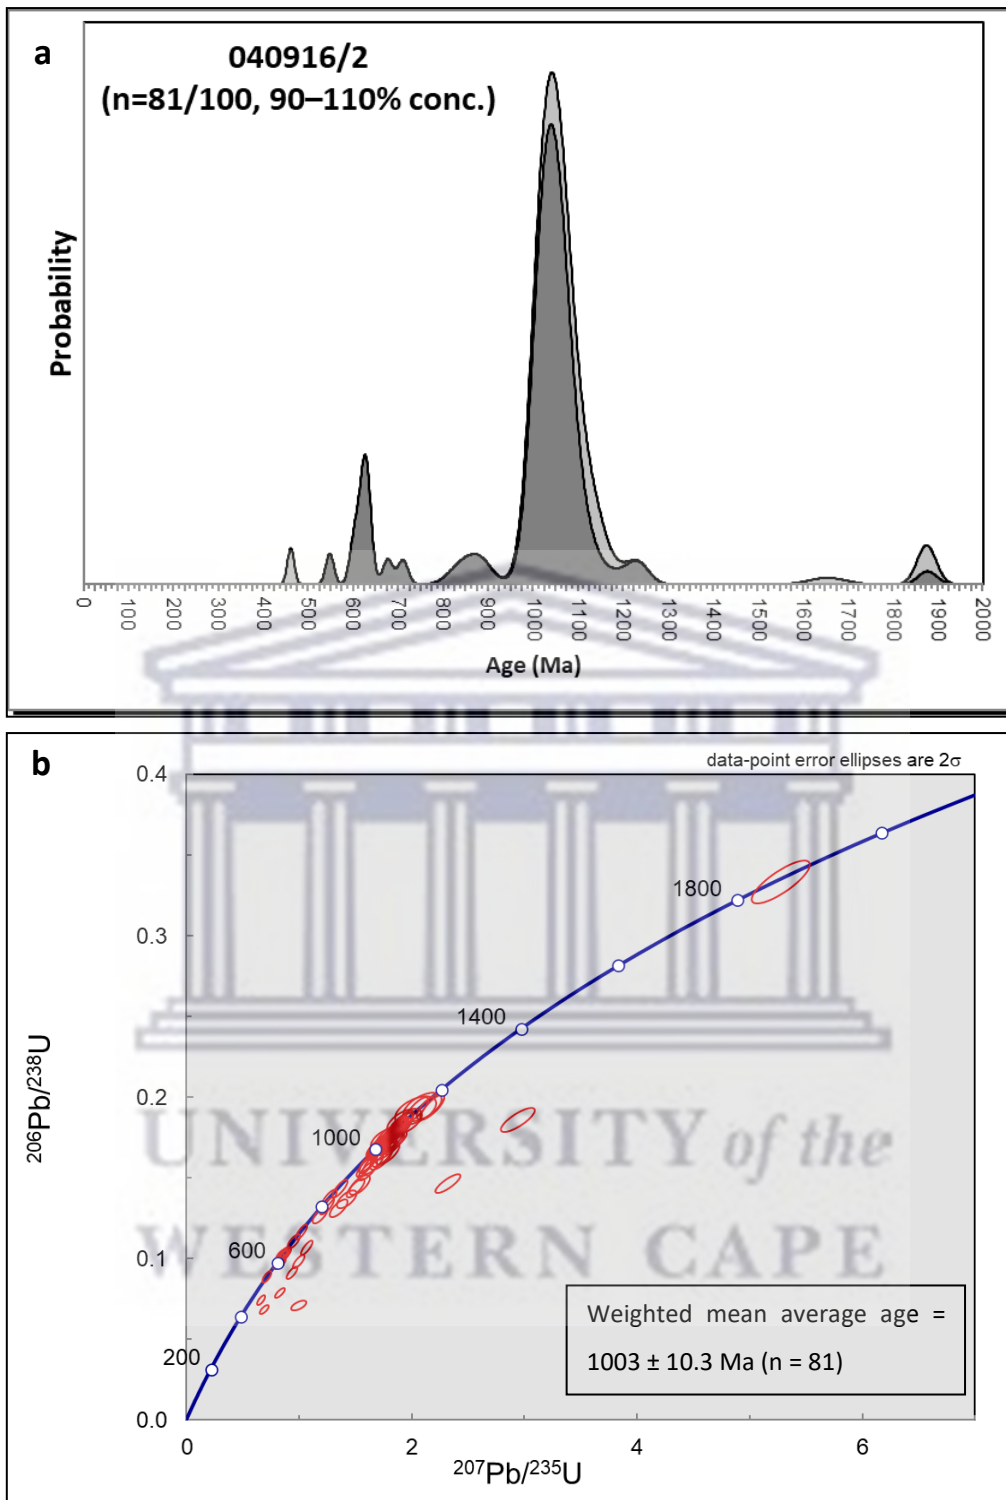 a
040916/2
(n=81/100, 90–110% conc.)
Probability
0 100 200 300 400 500 600 700 800 900 1000 1100 1200 1300 1400 1500 1600 1700 1800 1900 2000
Age (Ma)
b
data-point error ellipses are 2σ
0.4
1800
0.3
1400
0.2
1000
UNIVERSITY of the
WESTERN CAPE
600
0.1
200
0.0
206Pb/238U
Weighted mean average age =
1003 ± 10.3 Ma (n = 81)
0 2 4 6
207Pb/235U